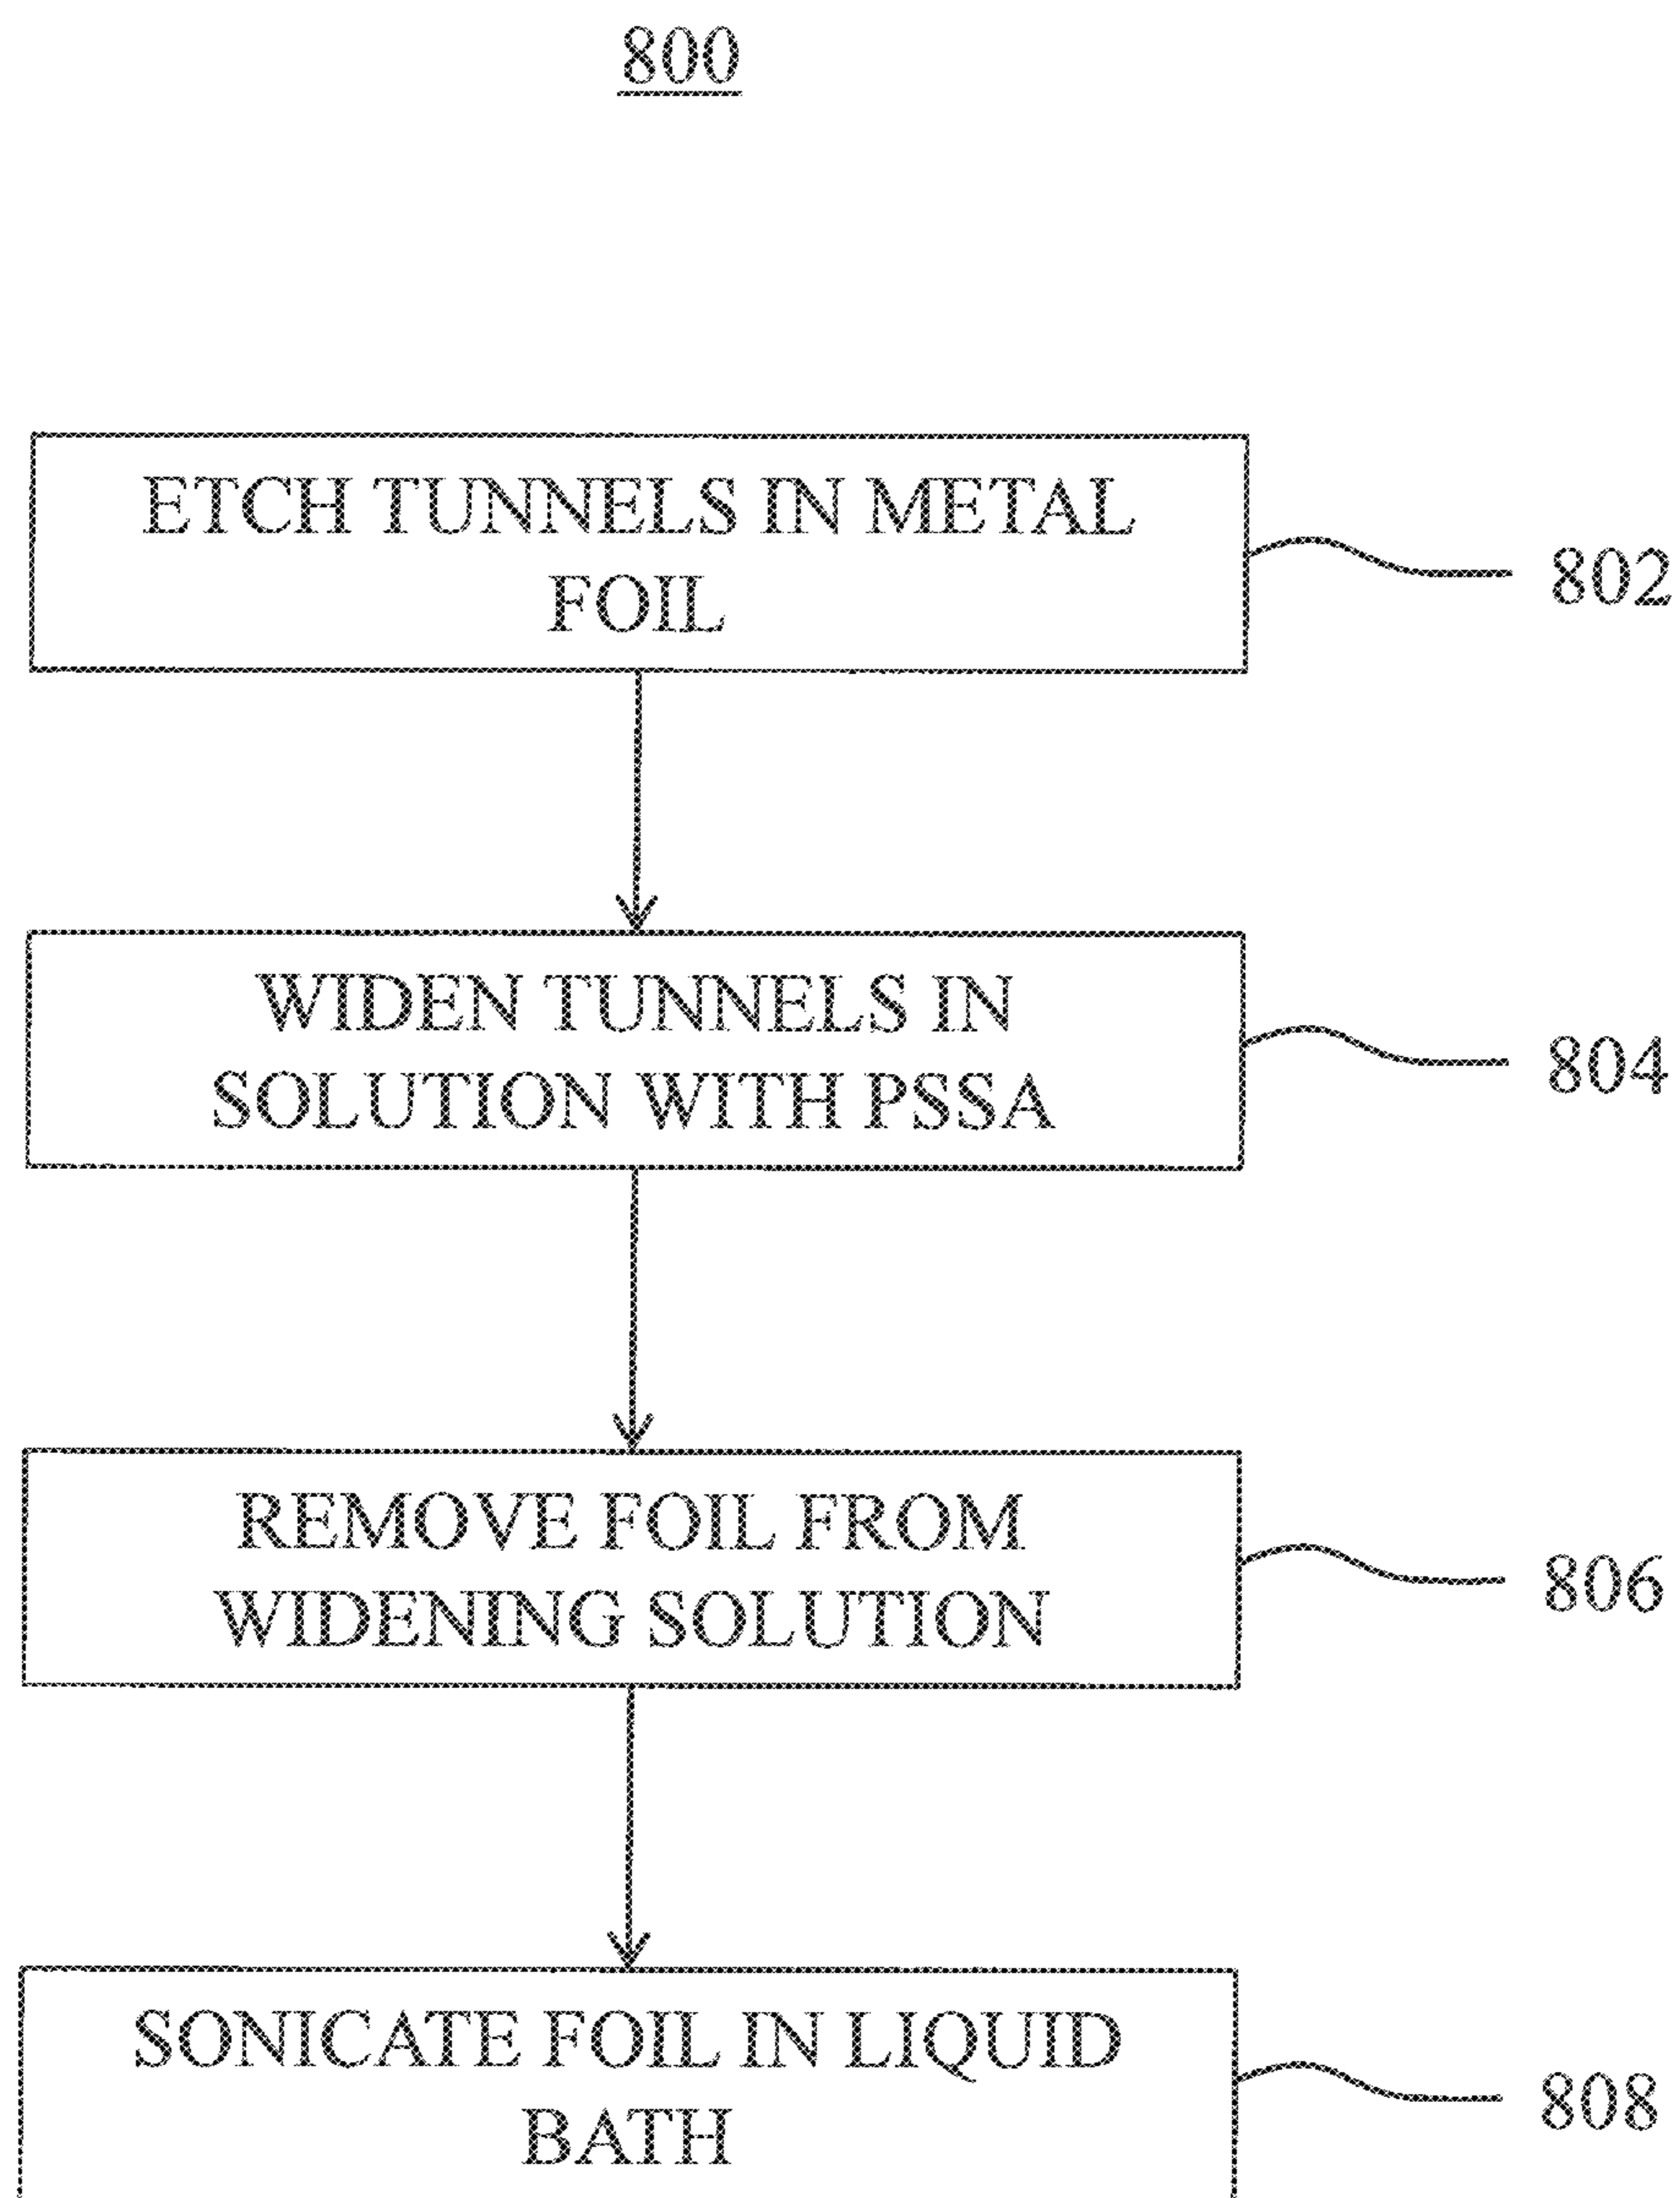 800
ETCH TUNNELS IN METAL
FOIL
802
WIDEN TUNNELS IN
SOLUTION WITH PSSA
804
REMOVE FOIL FROM
WIDENING SOLUTION
806
SONICATE FOIL IN LIQUID
BATH
808